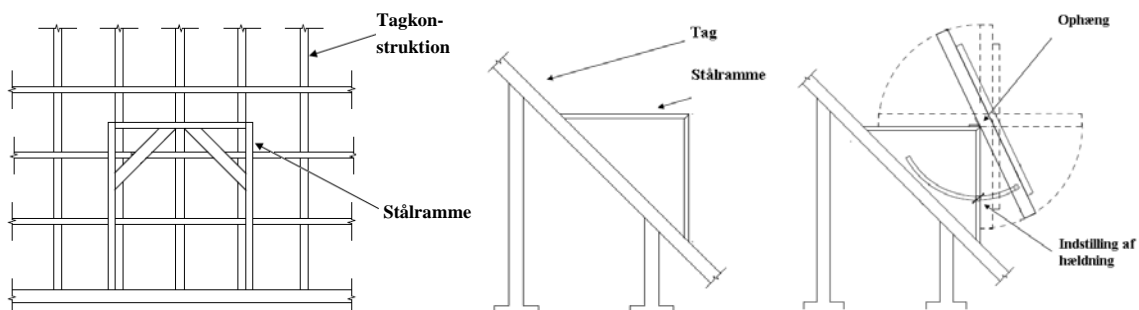 Tagkon-
struktion
Stålramme
Tag
Stålramme
Ophæng
Indstilling af
hældning